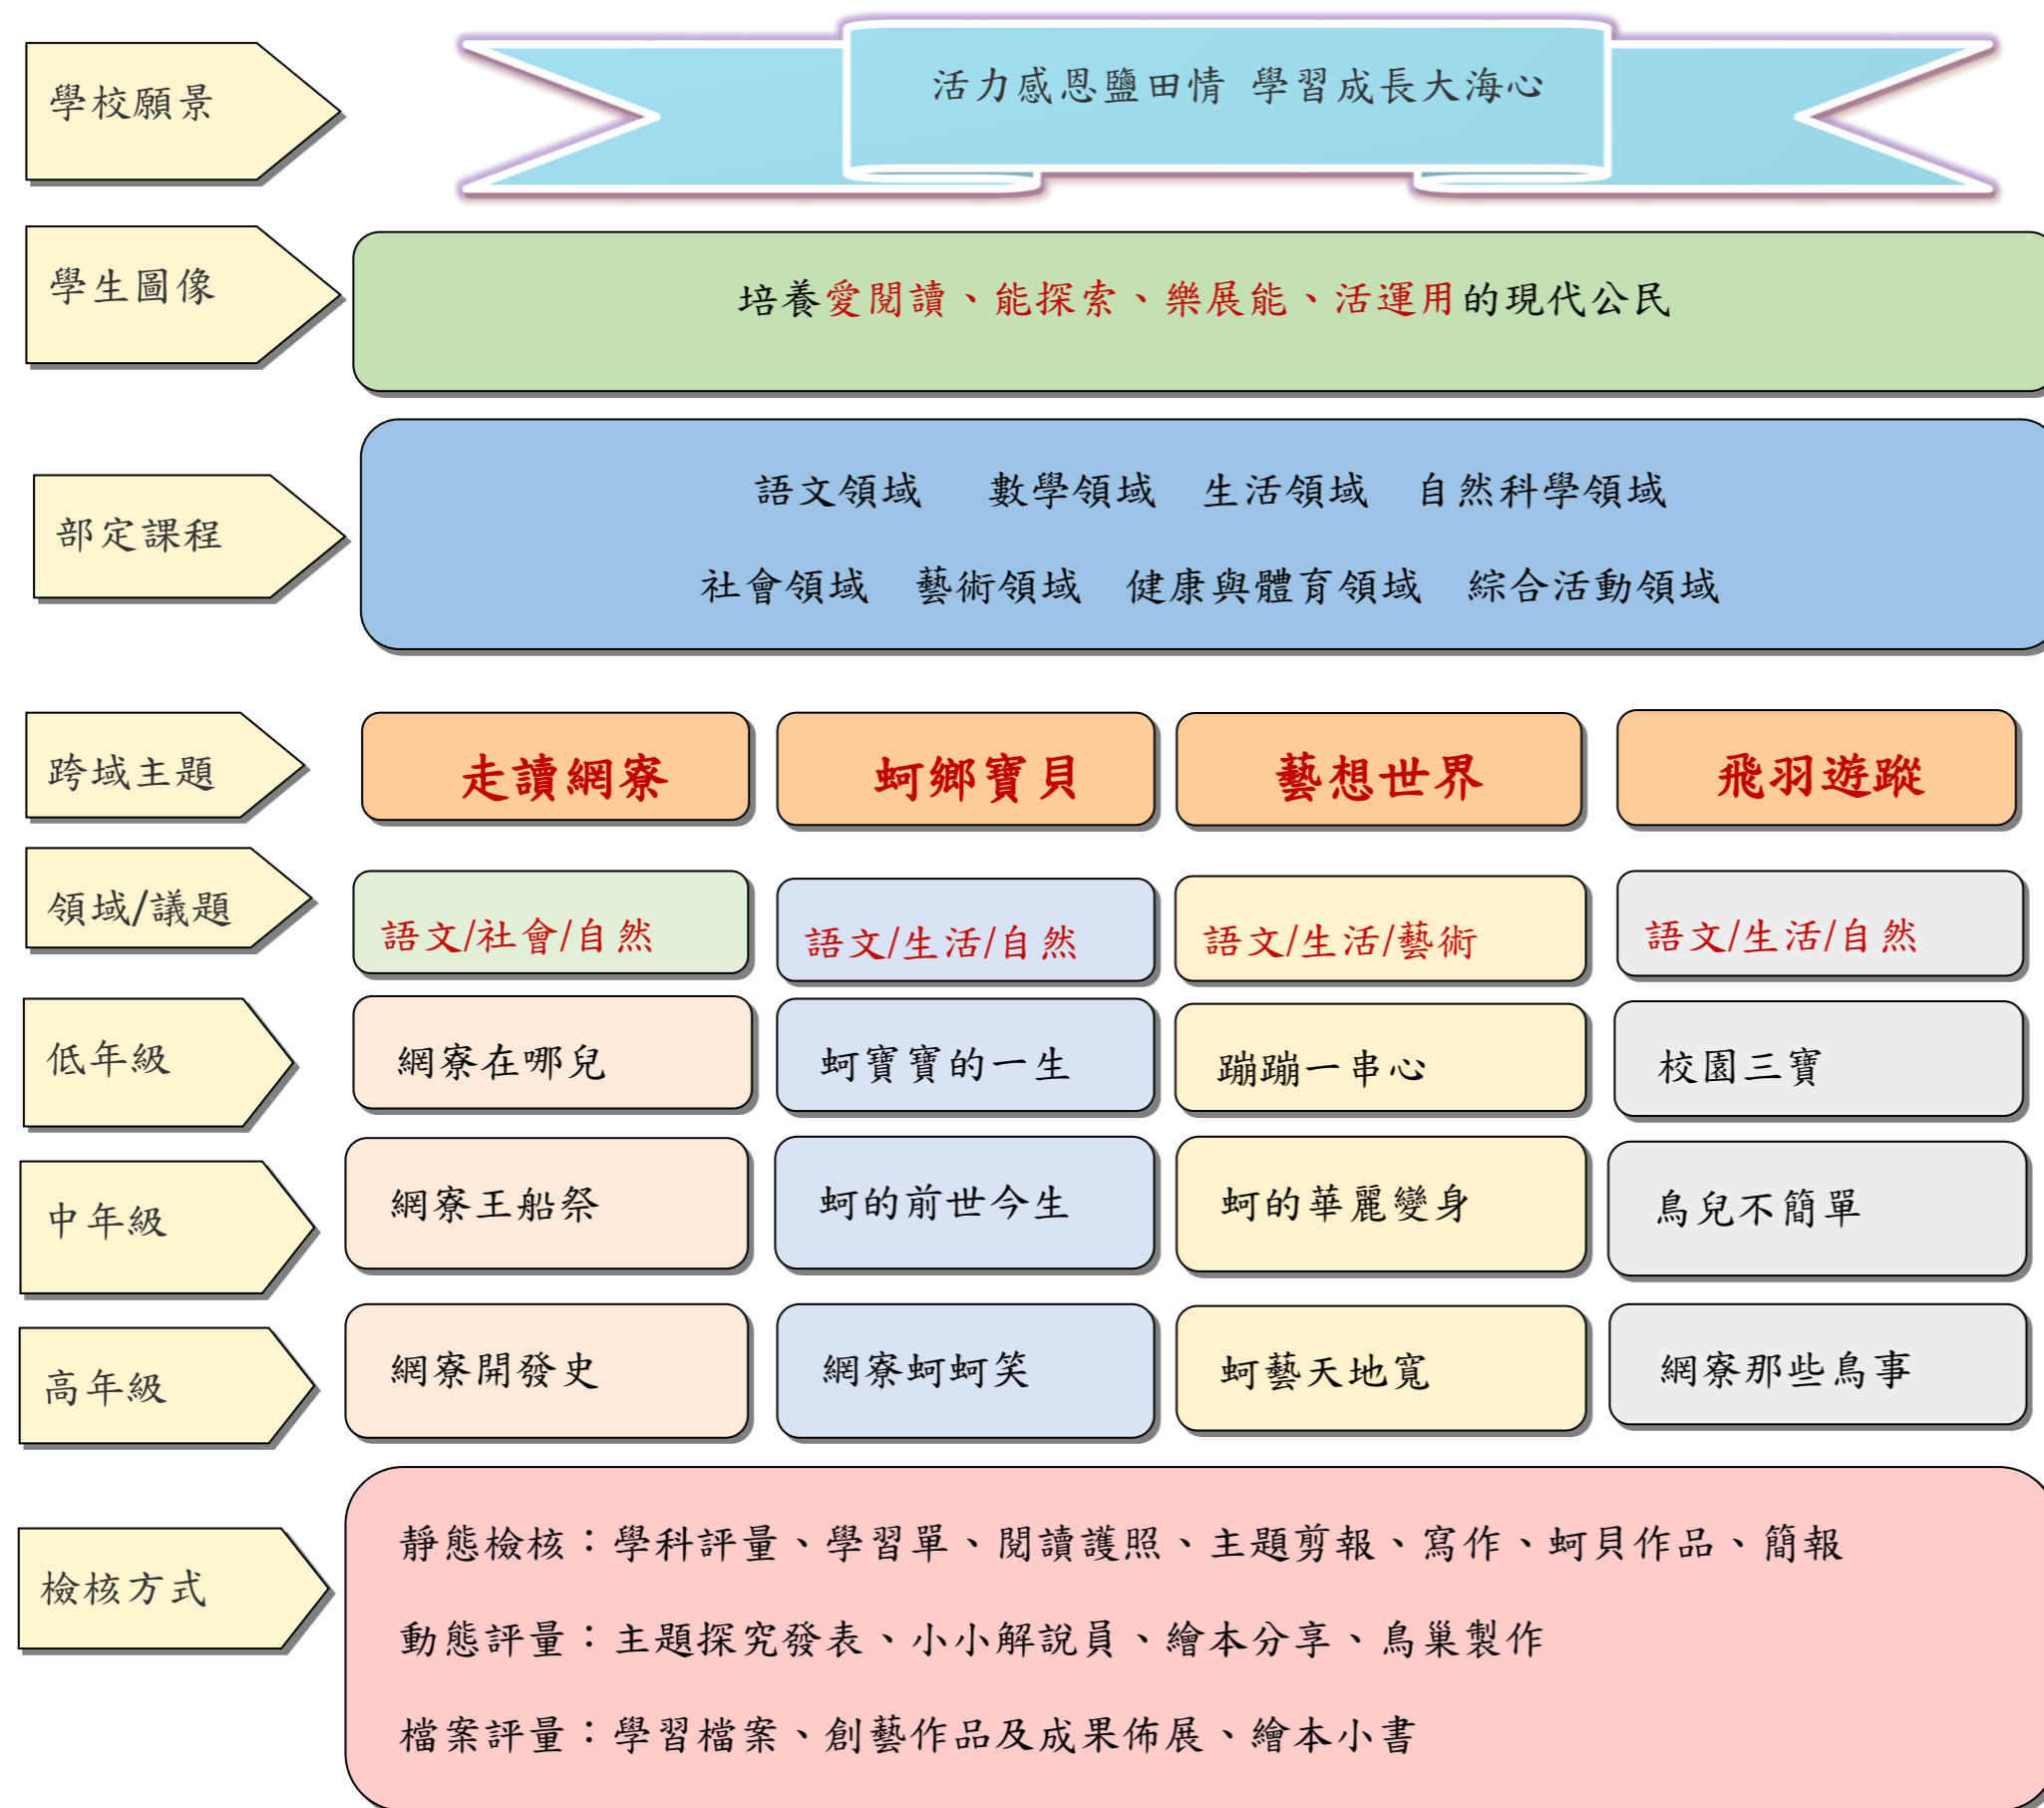 學校願景
活力感恩鹽田情 學習成長大海心
學生圖像
培養愛閱讀、能探索、樂展能、活運用的現代公民
部定課程
語文領域 數學領域 生活領域 自然科學領域
社會領域 藝術領域 健康與體育領域 綜合活動領域
跨域主題
走讀網寮
蚵鄉寶貝
藝想世界
飛羽遊蹤
領域/議題
語文/社會/自然
語文/生活/自然
語文/生活/藝術
語文/生活/自然
低年級
網寮在哪兒
蚵寶寶的一生
蹦蹦一串心
校園三寶
中年級
網寮王船祭
蚵的前世今生
蚵的華麗變身
鳥兒不簡單
高年級
網寮開發史
網寮蚵蚵笑
蚵藝天地寬
網寮那些鳥事
檢核方式
靜態檢核：學科評量、學習單、閱讀護照、主題剪報、寫作、蚵貝作品、簡報
動態評量：主題探究發表、小小解說員、繪本分享、鳥巢製作
檔案評量：學習檔案、創藝作品及成果佈展、繪本小書